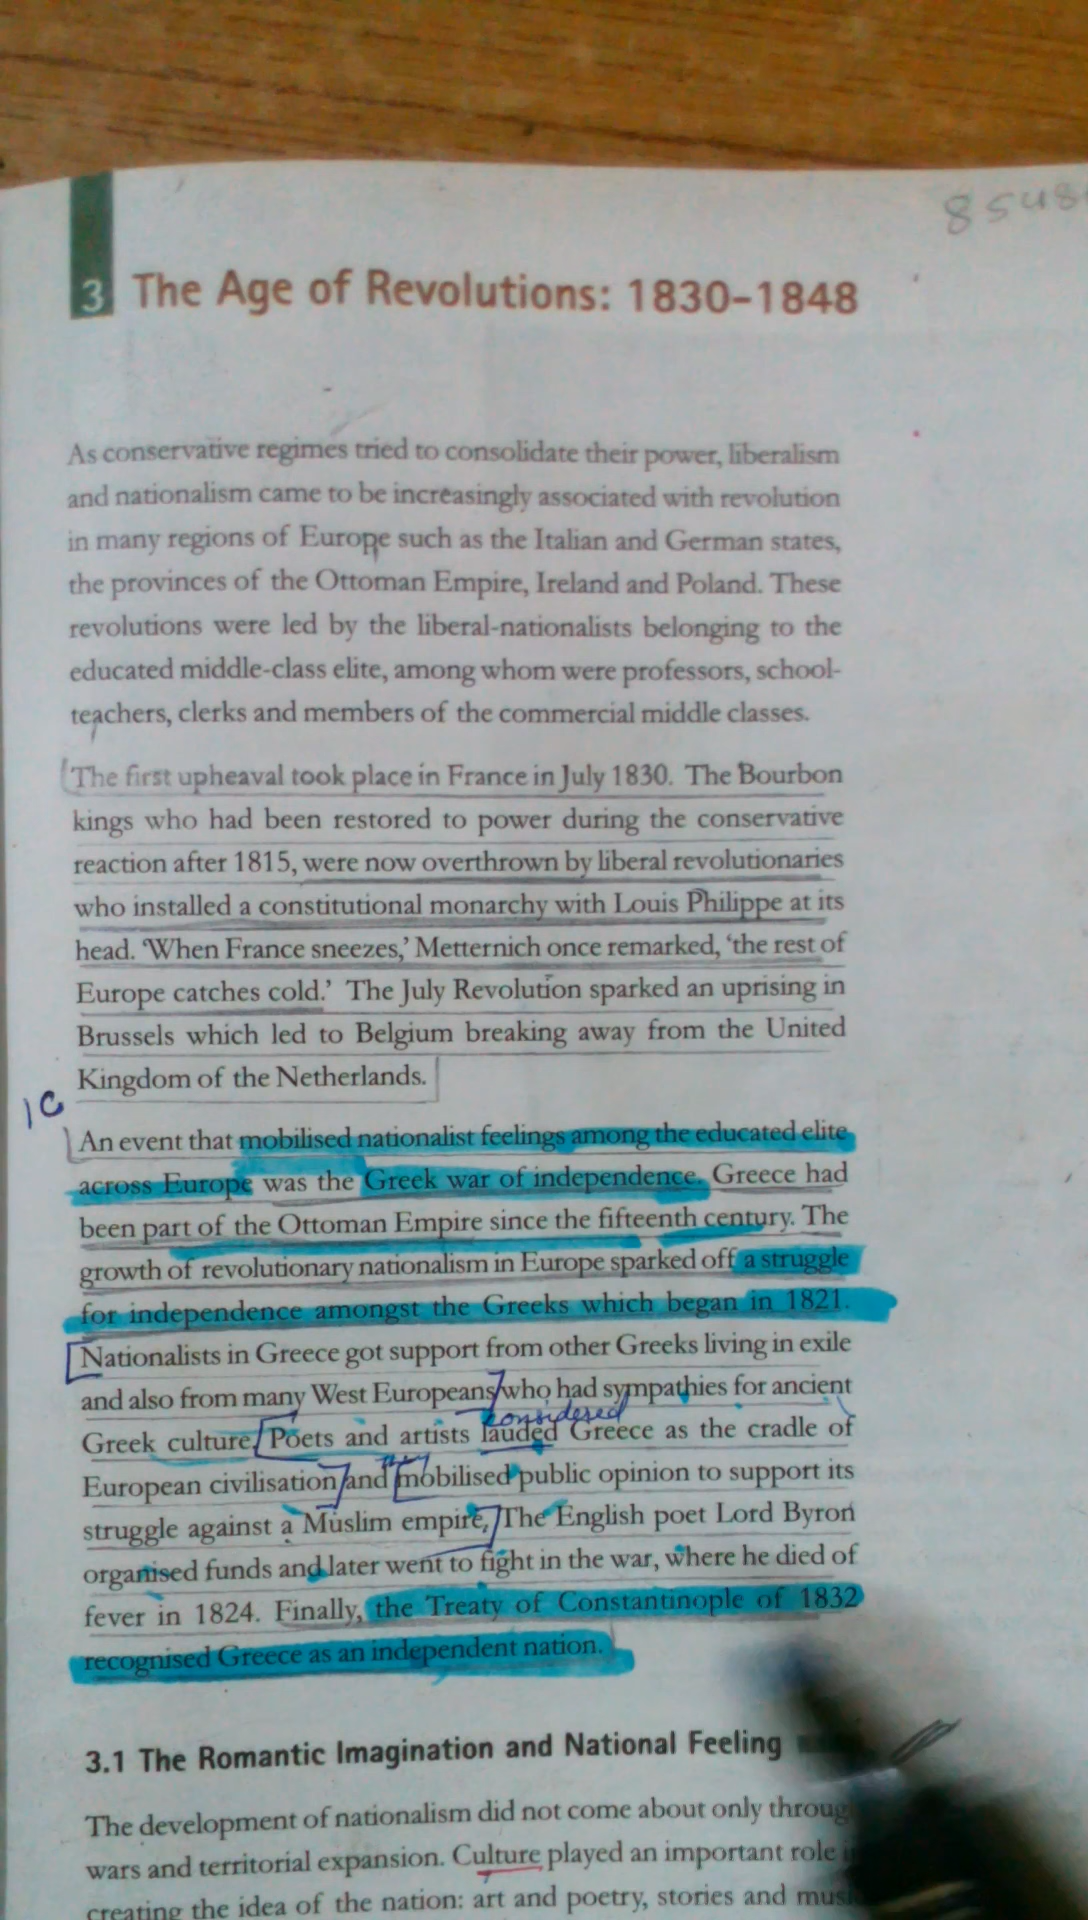 8548
3 The Age of Revolutions: 1830–1848
As conservative regimes tried to consolidate their power, liberalism
and nationalism came to be increasingly associated with revolution
in many regions of Europe such as the Italian and German states,
the provinces of the Ottoman Empire, Ireland and Poland. These
revolutions were led by the liberal-nationalists belonging to the
educated middle-class elite, among whom were professors, school-
teachers, clerks and members of the commercial middle classes.
The first upheaval took place in France in July 1830. The Bourbon
kings who had been restored to power during the conservative
reaction after 1815, were now overthrown by liberal revolutionaries
who installed a constitutional monarchy with Louis Philippe at its
head. ‘When France sneezes,’ Metternich once remarked, ‘the rest of
Europe catches cold.’ The July Revolution sparked an uprising in
Brussels which led to Belgium breaking away from the United
Kingdom of the Netherlands.
An event that mobilised nationalist feelings among the educated elite
across Europe was the Greek war of independence. Greece had
been part of the Ottoman Empire since the fifteenth century. The
growth of revolutionary nationalism in Europe sparked off a struggle
for independence amongst the Greeks which began in 1821.
Nationalists in Greece got support from other Greeks living in exile
and also from many West Europeans who had sympathies for ancient
considered
Greek culture. Poets and artists lauded Greece as the cradle of
European civilisation and mobilised public opinion to support its
struggle against a Muslim empire. The English poet Lord Byron
organised funds and later went to fight in the war, where he died of
fever in 1824. Finally, the Treaty of Constantinople of 1832
recognised Greece as an independent nation.
3.1 The Romantic Imagination and National Feeling
The development of nationalism did not come about only throug
wars and territorial expansion. Culture played an important role
creating the idea of the nation: art and poetry, stories and mus